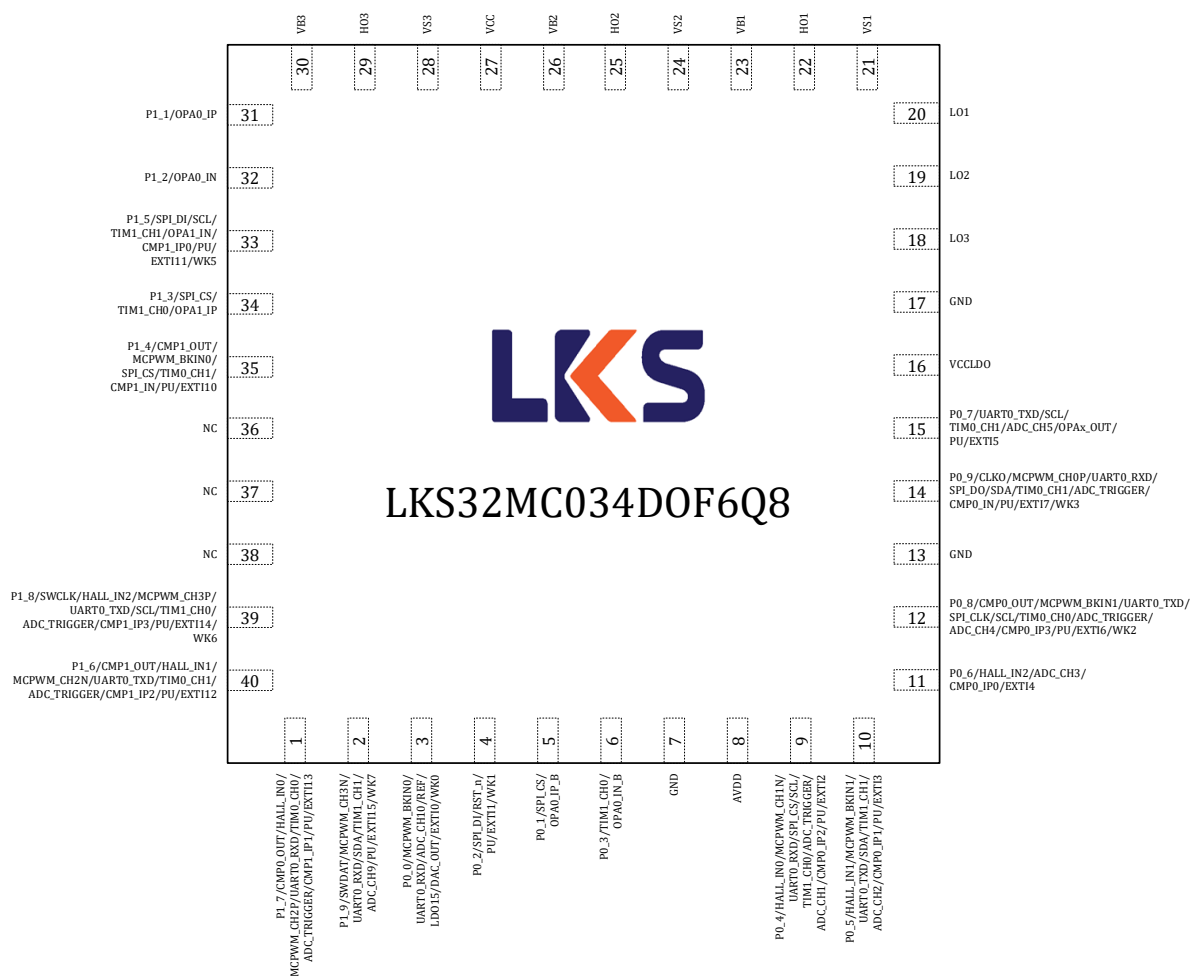 VB3
HO3
VS3
VCC
VB2
HO2
VS2
VB1
HO1
VS1
30
29
28
27
26
25
24
23
22
21
P1_1/OPA0_IP
31
P1_2/OPA0_IN
32
P1_5/SPI_DI/SCL/
TIM1_CH1/OPA1_IN/
CMP1_IP0/PU/
EXTI11/WK5
33
P1_3/SPI_CS/
TIM1_CH0/OPA1_IP
34
P1_4/CMP1_OUT/
MCPWM_BKIN0/
SPI_CS/TIM0_CH1/
CMP1_IN/PU/EXTI10
35
NC
36
NC
37
NC
38
P1_8/SWCLK/HALL_IN2/MCPWM_CH3P/
UART0_TXD/SCL/TIM1_CH0/
ADC_TRIGGER/CMP1_IP3/PU/EXTI14/
WK6
39
P1_6/CMP1_OUT/HALL_IN1/
MCPWM_CH2N/UART0_TXD/TIM0_CH1/
ADC_TRIGGER/CMP1_IP2/PU/EXTI12
40
LKS
LKS32MC034DOF6Q8
20
LO1
19
LO2
18
LO3
17
GND
16
VCCLDO
15
P0_7/UART0_TXD/SCL/
TIM0_CH1/ADC_CH5/OPAx_OUT/
PU/EXTI5
14
P0_9/CLKO/MCPWM_CH0P/UART0_RXD/
SPI_DO/SDA/TIM0_CH1/ADC_TRIGGER/
CMP0_IN/PU/EXTI7/WK3
13
GND
12
P0_8/CMP0_OUT/MCPWM_BKIN1/UART0_TXD/
SPI_CLK/SCL/TIM0_CH0/ADC_TRIGGER/
ADC_CH4/CMP0_IP3/PU/EXTI6/WK2
11
P0_6/HALL_IN2/ADC_CH3/
CMP0_IP0/EXTI4
1
2
3
4
5
6
7
8
9
10
P1_7/CMP0_OUT/HALL_IN0/
MCPWM_CH2P/UART0_RXD/TIM0_CH0/
ADC_TRIGGER/CMP1_IP1/PU/EXTI13
P1_9/SWDAT/MCPWM_CH3N/
UART0_RXD/SDA/TIM1_CH1/
ADC_CH9/PU/EXTI15/WK7
P0_0/MCPWM_BKIN0/
UART0_RXD/ADC_CH10/REF/
LDO15/DAC_OUT/EXTI0/WK0
P0_2/SPI_DI/RST_n/
PU/EXTI1/WK1
P0_1/SPI_CS/
OPA0_IP_B
P0_3/TIM1_CH0/
OPA0_IN_B
GND
AVDD
P0_4/HALL_IN0/MCPWM_CH1N/
UART0_RXD/SPI_CS/SCL/
TIM1_CH0/ADC_TRIGGER/
ADC_CH1/CMP0_IP2/PU/EXTI2
P0_5/HALL_IN1/MCPWM_BKIN1/
UART0_TXD/SDA/TIM1_CH1/
ADC_CH2/CMP0_IP1/PU/EXTI3